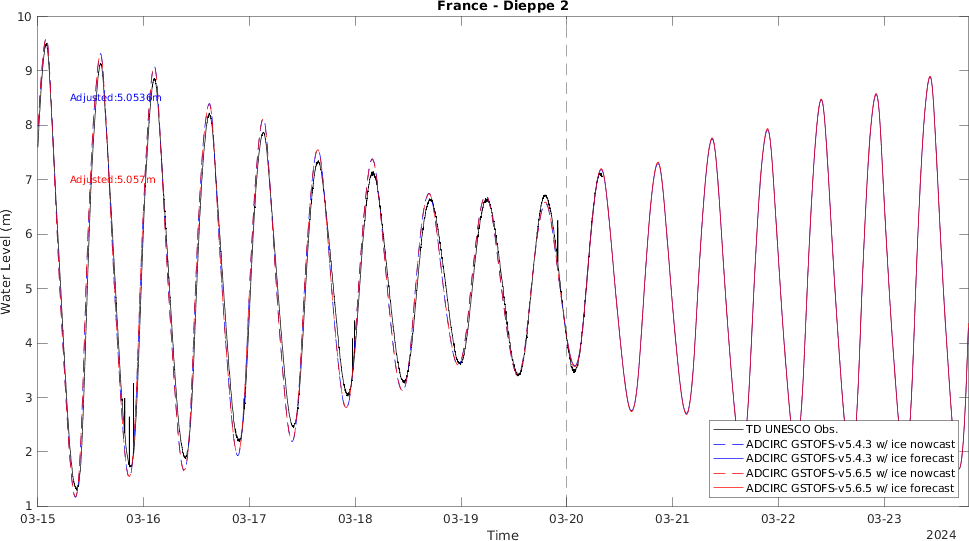 France - Dieppe 2
10
9
8
7
6
5
4
3
2
1
Water Level (m)
Adjusted:5.0536m
Adjusted:5.057m
TD UNESCO Obs.
ADCIRC GSTOFS-v5.4.3 w/ ice nowcast
ADCIRC GSTOFS-v5.4.3 w/ ice forecast
ADCIRC GSTOFS-v5.6.5 w/ ice nowcast
ADCIRC GSTOFS-v5.6.5 w/ ice forecast
03-15 03-16 03-17 03-18 03-19 03-20 03-21 03-22 03-23
Time
2024